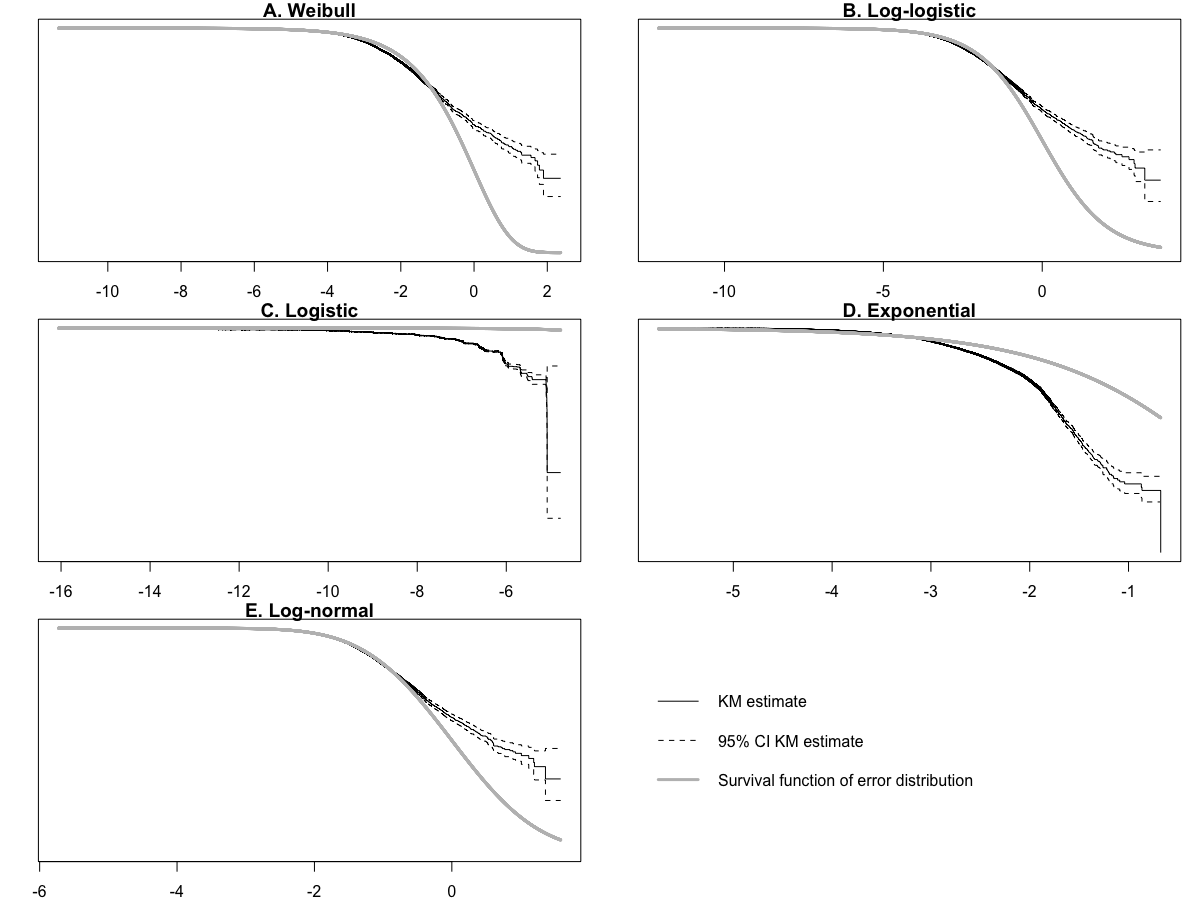 A. Weibull
-10 -8 -6 -4 -2 0 2
B. Log-logistic
-10 -5 0
C. Logistic
-16 -14 -12 -10 -8 -6
D. Exponential
-5 -4 -3 -2 -1
E. Log-normal
-6 -4 -2 0
KM estimate
95% CI KM estimate
Survival function of error distribution